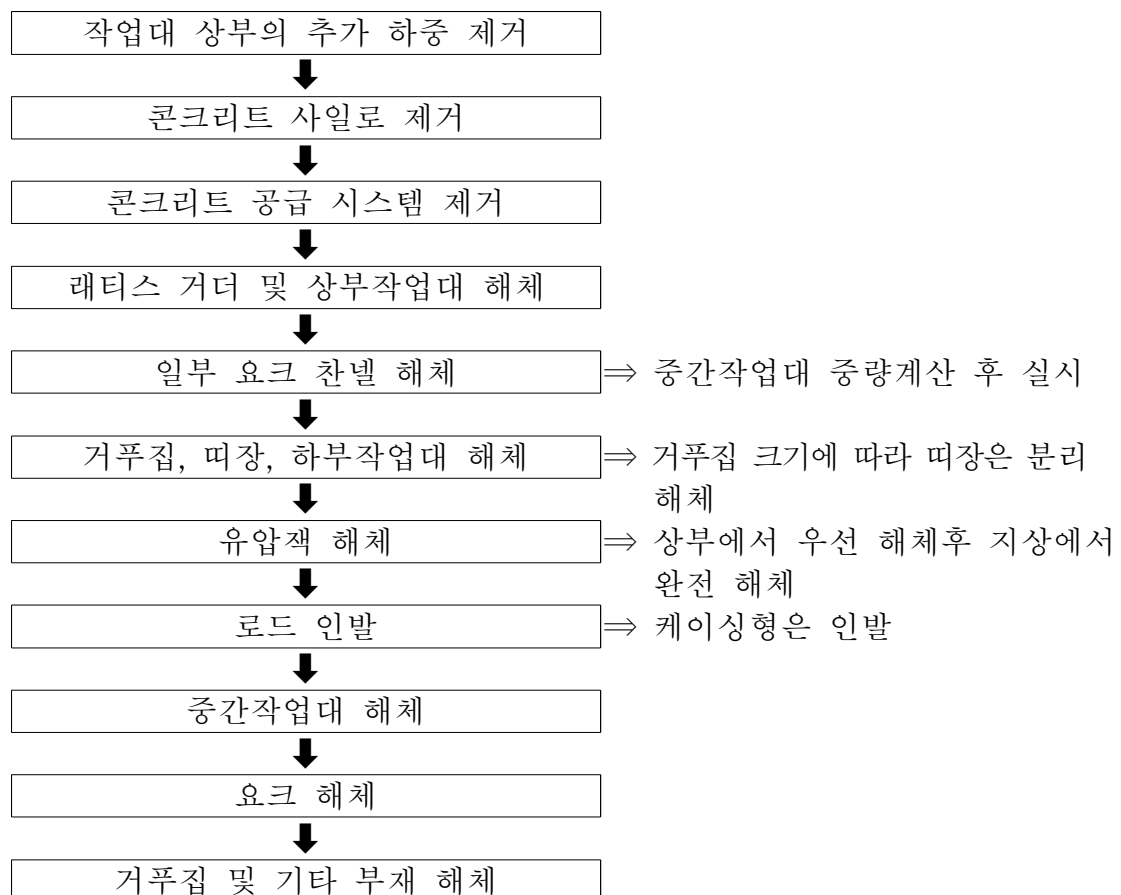 작업대 상부의 추가 하중 제거
콘크리트 사일로 제거
콘크리트 공급 시스템 제거
래티스 거더 및 상부작업대 해체
일부 요크 찬넬 해체 ⇒ 중간작업대 중량계산 후 실시
거푸집, 띠장, 하부작업대 해체 ⇒ 거푸집 크기에 따라 띠장은 분리
해체
유압잭 해체 ⇒ 상부에서 우선 해체후 지상에서
완전 해체
로드 인발 ⇒ 케이싱형은 인발
중간작업대 해체
요크 해체
거푸집 및 기타 부재 해체